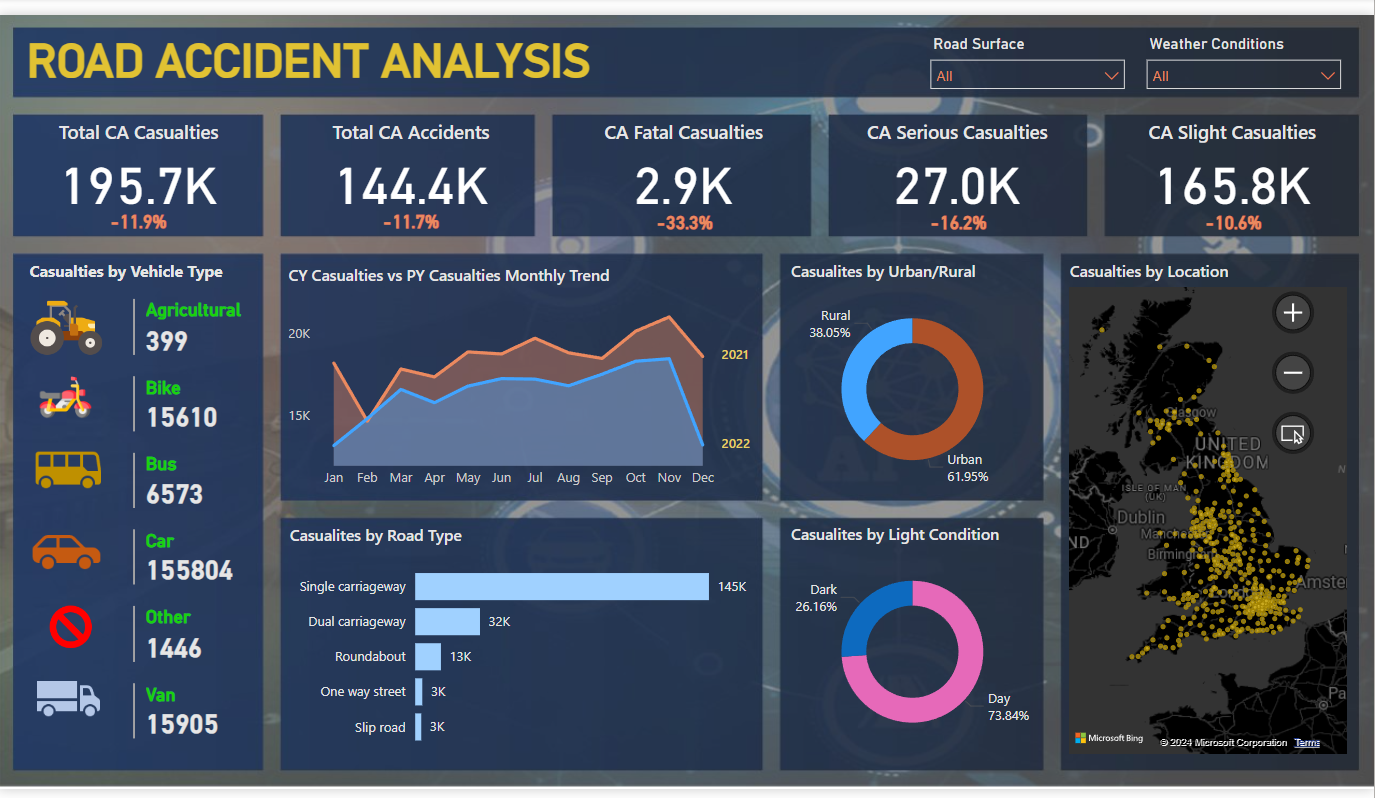 ROAD ACCIDENT ANALYSIS
Road Surface
All
Weather Conditions
All
Total CA Casualties
195.7K
-11.9%
Total CA Accidents
144.4K
-11.7%
CA Fatal Casualties
2.9K
-33.3%
CA Serious Casualties
27.0K
-16.2%
CA Slight Casualties
165.8K
-10.6%
Casualties by Vehicle Type
Agricultural
399
Bike
15610
Bus
6573
Car
155804
Other
1446
Van
15905
CY Casualties vs PY Casualties Monthly Trend
20K
15K
2021
2022
Jan Feb Mar Apr May Jun Jul Aug Sep Oct Nov Dec
Casualites by Road Type
Single carriageway 145K
Dual carriageway 32K
Roundabout 13K
One way street 3K
Slip road 3K
Casualites by Urban/Rural
Rural
38.05%
Urban
61.95%
Casualites by Light Condition
Dark
26.16%
Day
73.84%
Casualties by Location
UNITED
KINGDOM
ISLE OF MAN
(UK)
Dublin
ND
Birming
Amste
Pa
Microsoft Bing
© 2024 Microsoft Corporation Terms